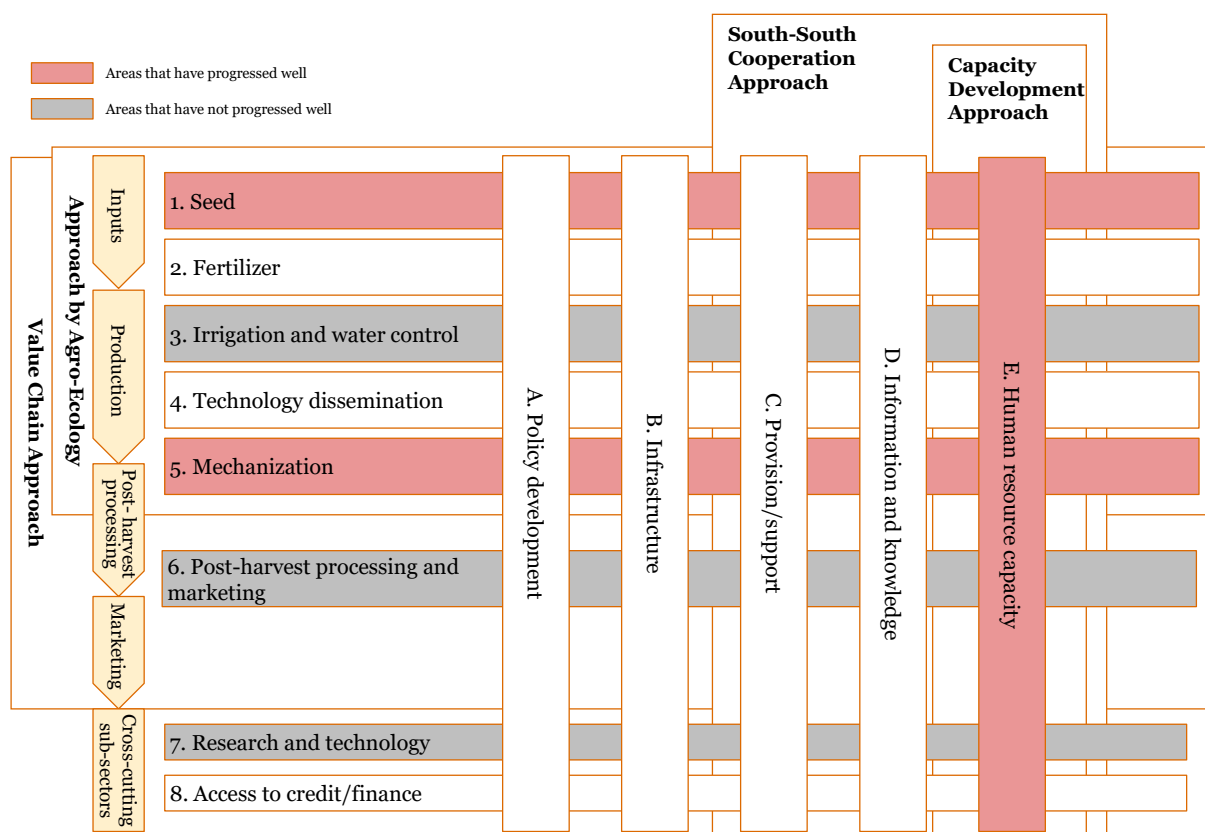 South-South
Cooperation
Approach
Capacity
Development
Approach
Areas that have progressed well
Areas that have not progressed well
Value Chain Approach
Approach by Agro-Ecology
Inputs
Production
Post- harvest
processing
Marketing
Cross-cutting
sub-sectors
1. Seed
2. Fertilizer
3. Irrigation and water control
4. Technology dissemination
5. Mechanization
6. Post-harvest processing and
marketing
7. Research and technology
8. Access to credit/finance
A. Policy development
B. Infrastructure
C. Provision/support
D. Information and knowledge
E. Human resource capacity